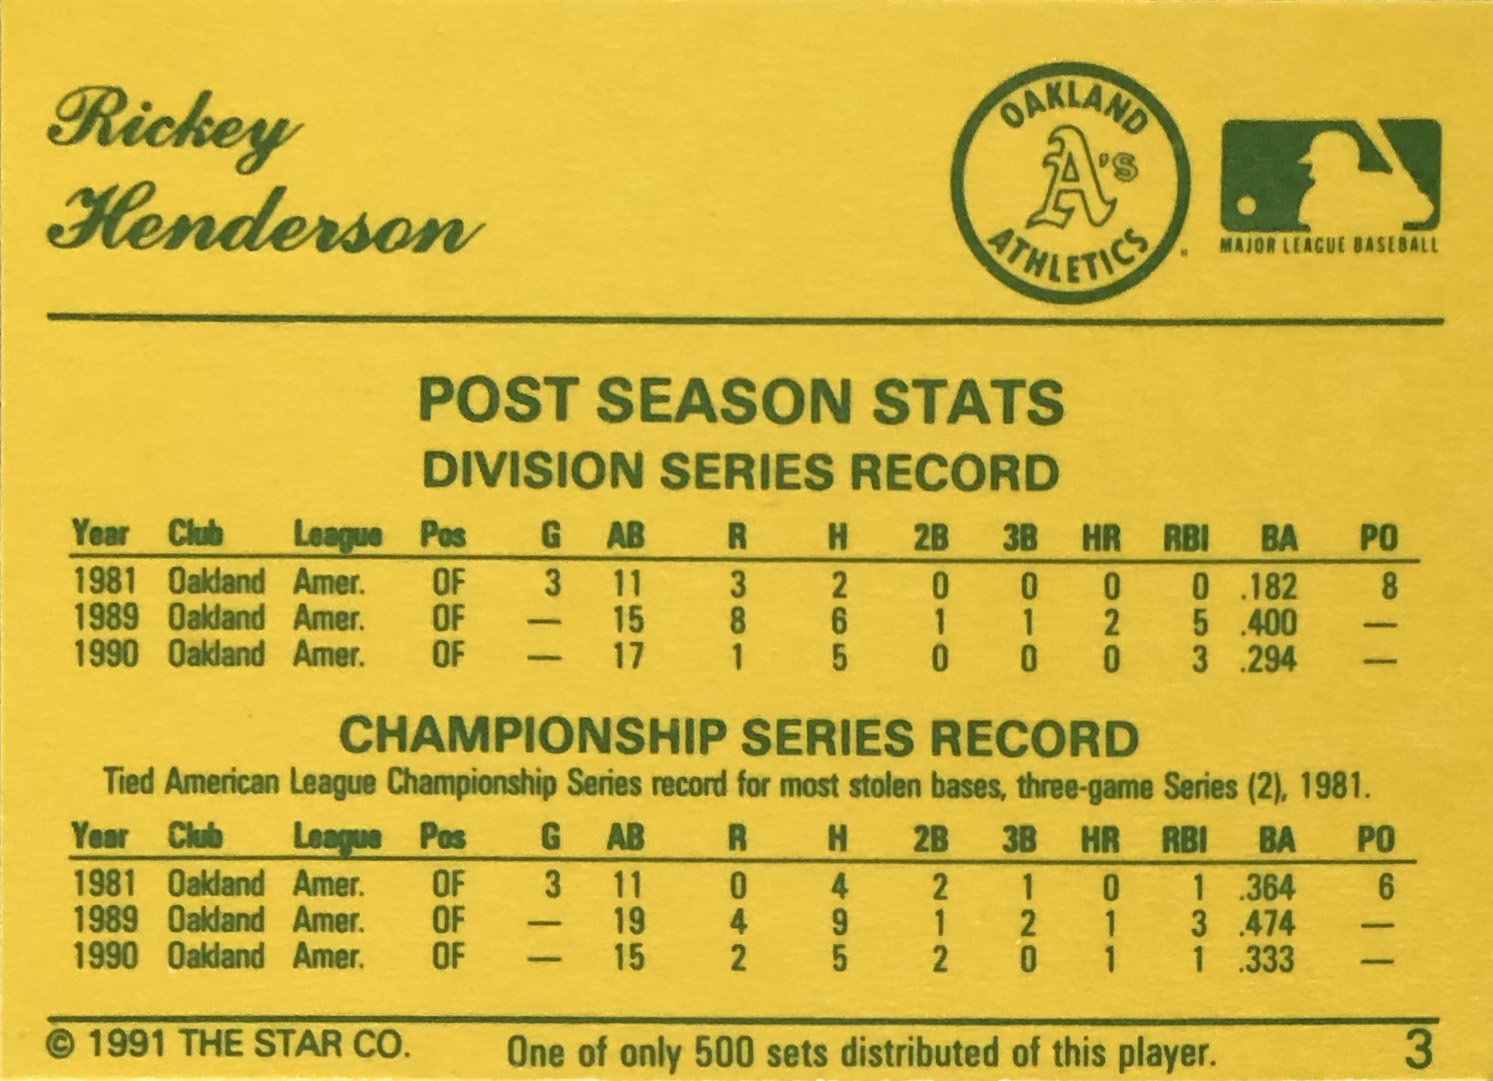 Rickey
Henderson
OAKLAND
A's
ATHLETICS
MAJOR LEAGUE BASEBALL
POST SEASON STATS
DIVISION SERIES RECORD
Year Club League Pos G AB R H 2B 3B HR RBI BA PO
1981 Oakland Amer. OF 3 11 3 2 0 0 0 0 .182 8
1989 Oakland Amer. OF — 15 8 6 1 1 2 5 .400 —
1990 Oakland Amer. OF — 17 1 5 0 0 0 3 .294 —
CHAMPIONSHIP SERIES RECORD
Tied American League Championship Series record for most stolen bases, three-game Series (2), 1981.
Year Club League Pos G AB R H 2B 3B HR RBI BA PO
1981 Oakland Amer. OF 3 11 0 4 2 1 0 1 .364 6
1989 Oakland Amer. OF — 19 4 9 1 2 1 3 .474 —
1990 Oakland Amer. OF — 15 2 5 2 0 1 1 .333 —
© 1991 THE STAR CO. One of only 500 sets distributed of this player. 3